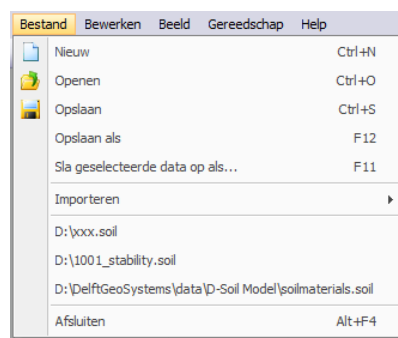 Bestand Bewerken Beeld Gereedschap Help
Nieuw Ctrl+N
Openen Ctrl+O
Opslaan Ctrl+S
Opslaan als F12
Sla geselecteerde data op als... F11
Importeren
D:\xxx.soil
D:\1001_stability.soil
D:\DelftGeoSystems\data\D-Soil Model\soilmaterials.soil
Afsluiten Alt+F4